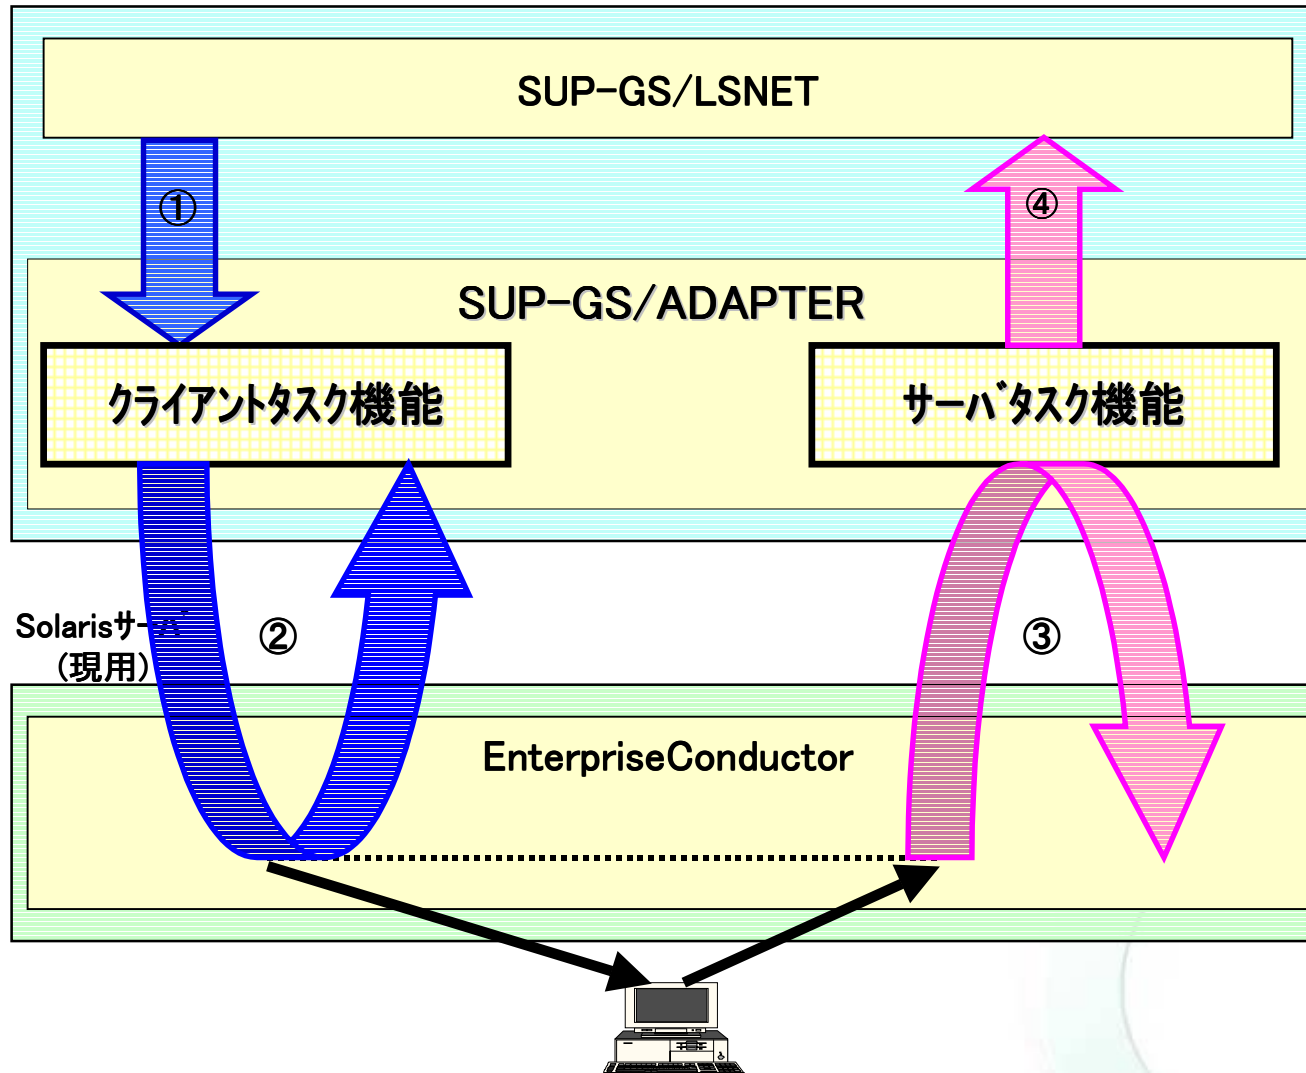 SUP-GS/LSNET
①
④
SUP-GS/ADAPTER
クライアントタスク機能
サーバタスク機能
Solarisサーバ
(現用)
②
③
EnterpriseConductor